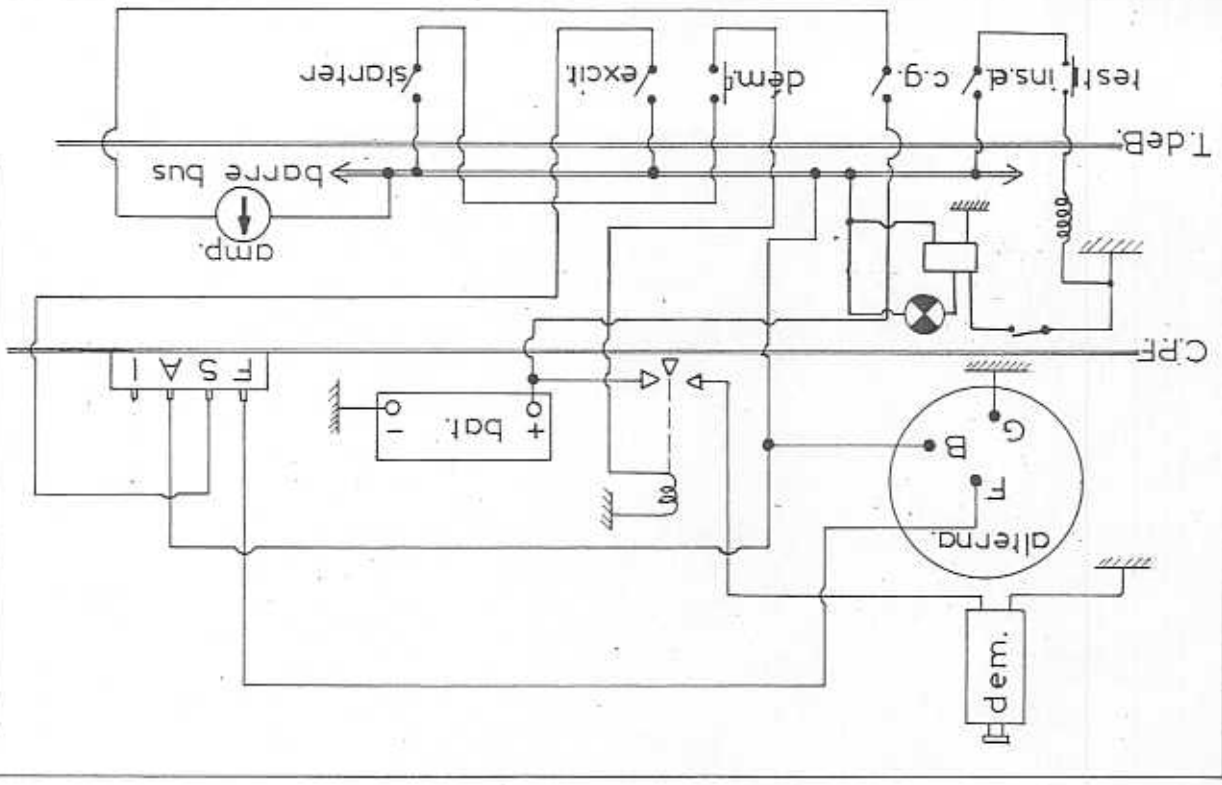 dem.
alterna.
F
B
G
+ bat. -
F S A I
C.P.F.
amp.
barre bus
T.deB.
test
ins.e.
c.g.
dém.
excit.
starter